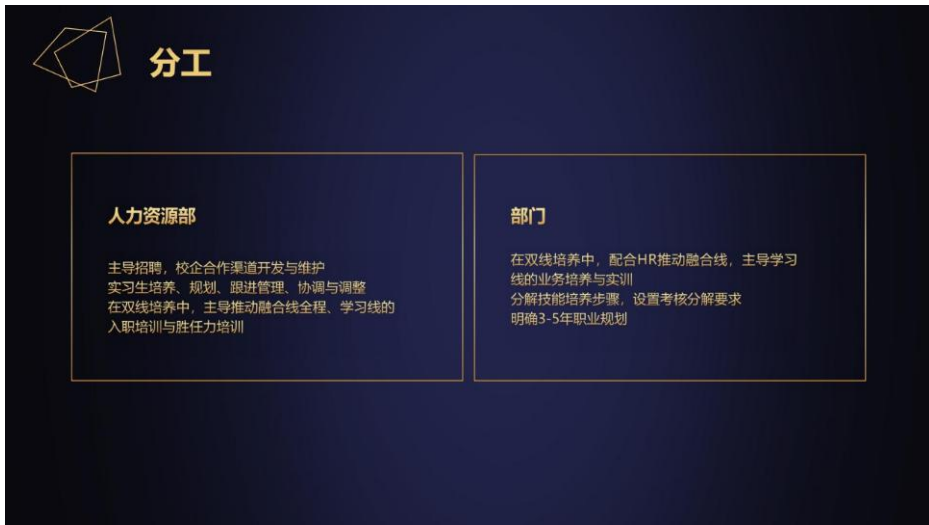 分工
人力资源部
主导招聘，校企合作渠道开发与维护
实习生培养、规划、跟进管理、协调与调整
在双线培养中，主导推动融合线全程、学习线的
入职培训与胜任力培训
部门
在双线培养中，配合HR推动融合线，主导学习
线的业务培养与实训
分解技能培养步骤，设置考核分解要求
明确3-5年职业规划